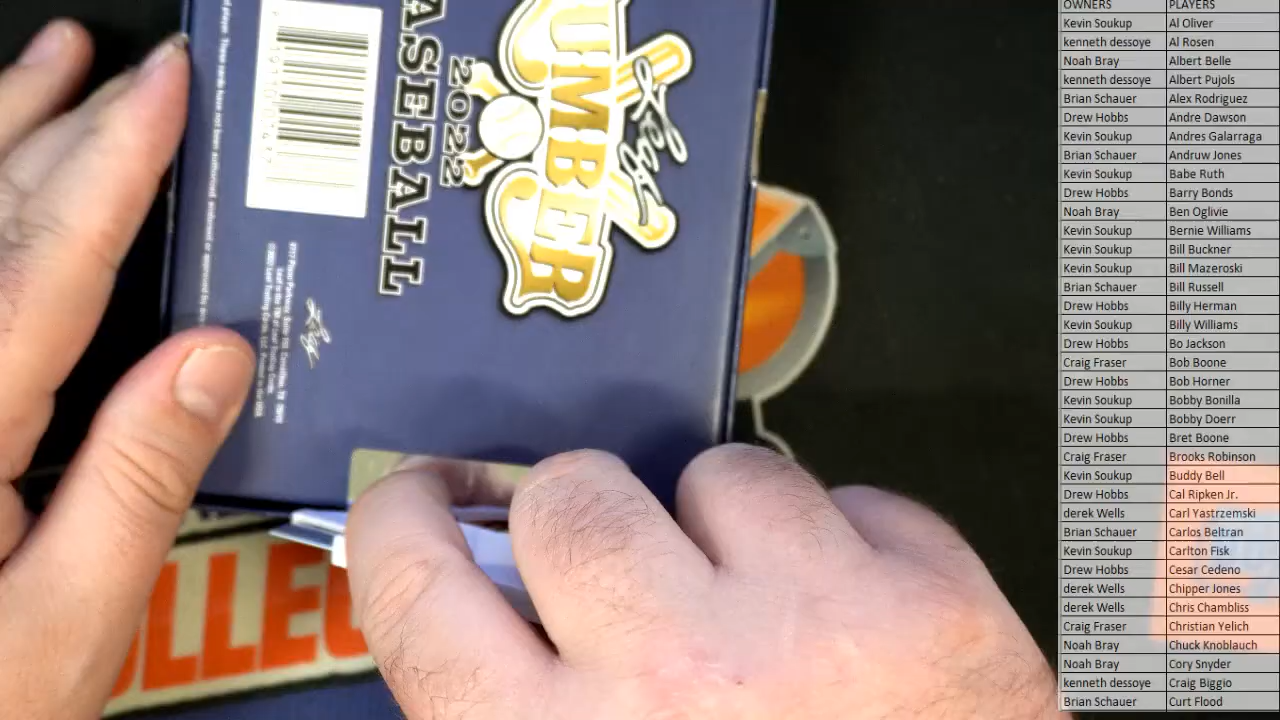 OWNERS PLAYERS
Kevin Soukup Al Oliver
kenneth dessoye Al Rosen
Noah Bray Albert Belle
kenneth dessoye Albert Pujols
Brian Schauer Alex Rodriguez
Drew Hobbs Andre Dawson
Kevin Soukup Andres Galarraga
Brian Schauer Andruw Jones
Kevin Soukup Babe Ruth
Drew Hobbs Barry Bonds
Noah Bray Ben Oglivie
Kevin Soukup Bernie Williams
Kevin Soukup Bill Buckner
Kevin Soukup Bill Mazeroski
Brian Schauer Bill Russell
Drew Hobbs Billy Herman
Kevin Soukup Billy Williams
Drew Hobbs Bo Jackson
Craig Fraser Bob Boone
Drew Hobbs Bob Horner
Kevin Soukup Bobby Bonilla
Kevin Soukup Bobby Doerr
Drew Hobbs Bret Boone
Craig Fraser Brooks Robinson
Kevin Soukup Buddy Bell
Drew Hobbs Cal Ripken Jr.
derek Wells Carl Yastrzemski
Brian Schauer Carlos Beltran
Kevin Soukup Carlton Fisk
Drew Hobbs Cesar Cedeno
derek Wells Chipper Jones
derek Wells Chris Chambliss
Craig Fraser Christian Yelich
Noah Bray Chuck Knoblauch
Noah Bray Cory Snyder
kenneth dessoye Craig Biggio
Brian Schauer Curt Flood
Leaf
UMBER
2022
ASEBALL
Leaf
OLLEC